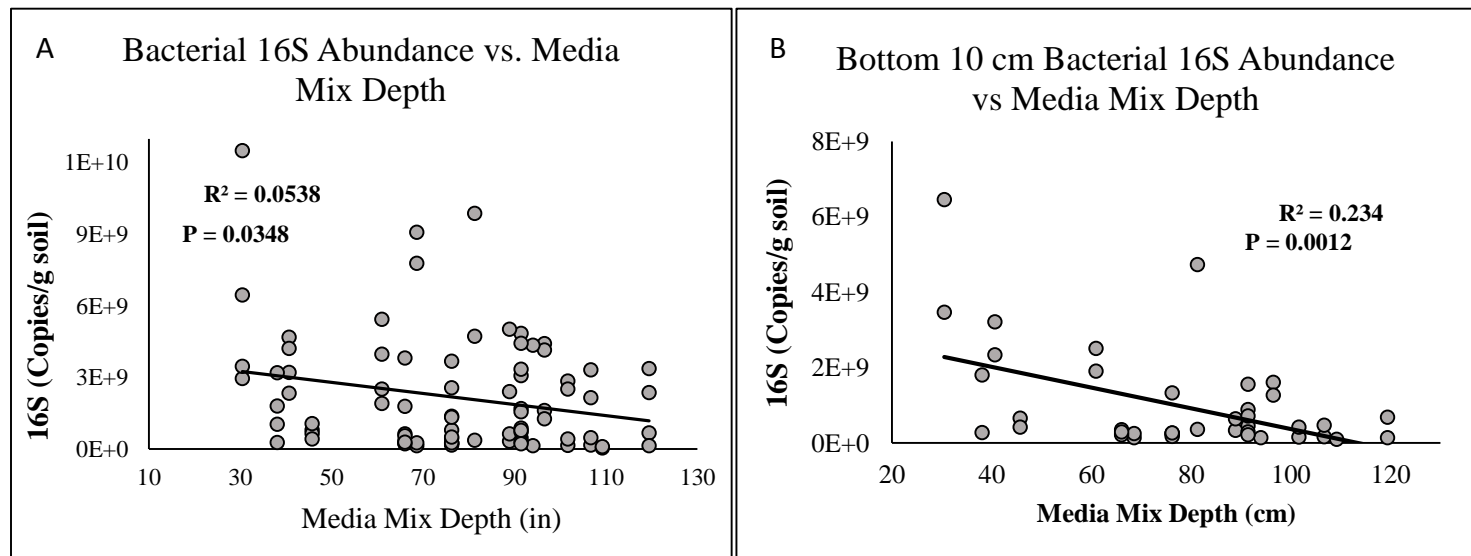 A
Bacterial 16S Abundance vs. Media
Mix Depth
1E+10
9E+9
6E+9
3E+9
0E+0
R² = 0.0538
P = 0.0348
16S (Copies/g soil)
10 30 50 70 90 110 130
Media Mix Depth (in)
B
Bottom 10 cm Bacterial 16S Abundance
vs Media Mix Depth
8E+9
6E+9
4E+9
2E+9
0E+0
R² = 0.234
P = 0.0012
16S (Copies/g soil)
20 40 60 80 100 120
Media Mix Depth (cm)